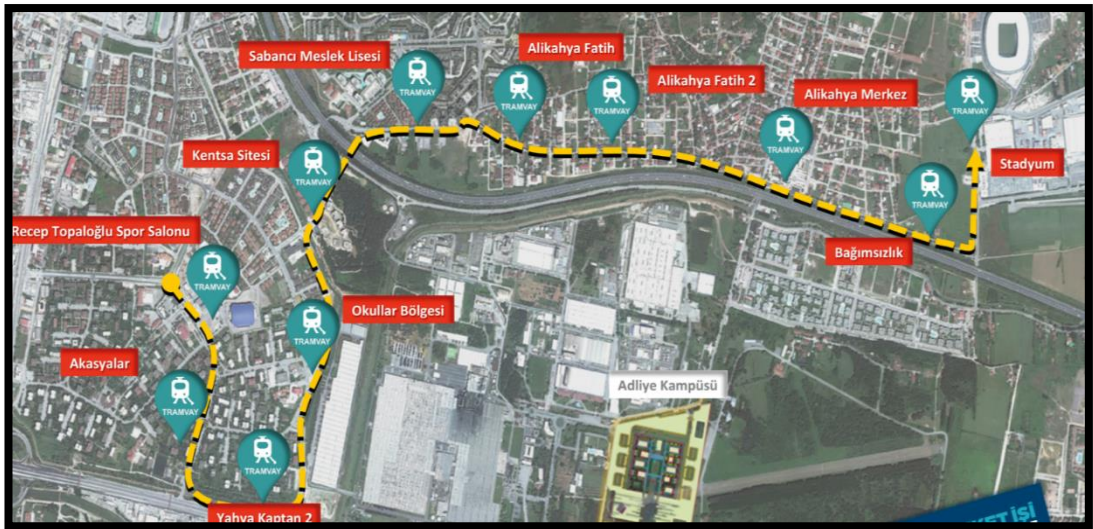 Sabancı Meslek Lisesi
TRAMVAY
Alikahya Fatih
TRAMVAY
Alikahya Fatih 2
TRAMVAY
Alikahya Merkez
TRAMVAY
TRAMVAY
Stadyum
Kentsa Sitesi
TRAMVAY
TRAMVAY
Bağımsızlık
Recep Topaloğlu Spor Salonu
TRAMVAY
Okullar Bölgesi
TRAMVAY
Akasyalar
TRAMVAY
Adliye Kampüsü
TRAMVAY
Yahya Kaptan 2